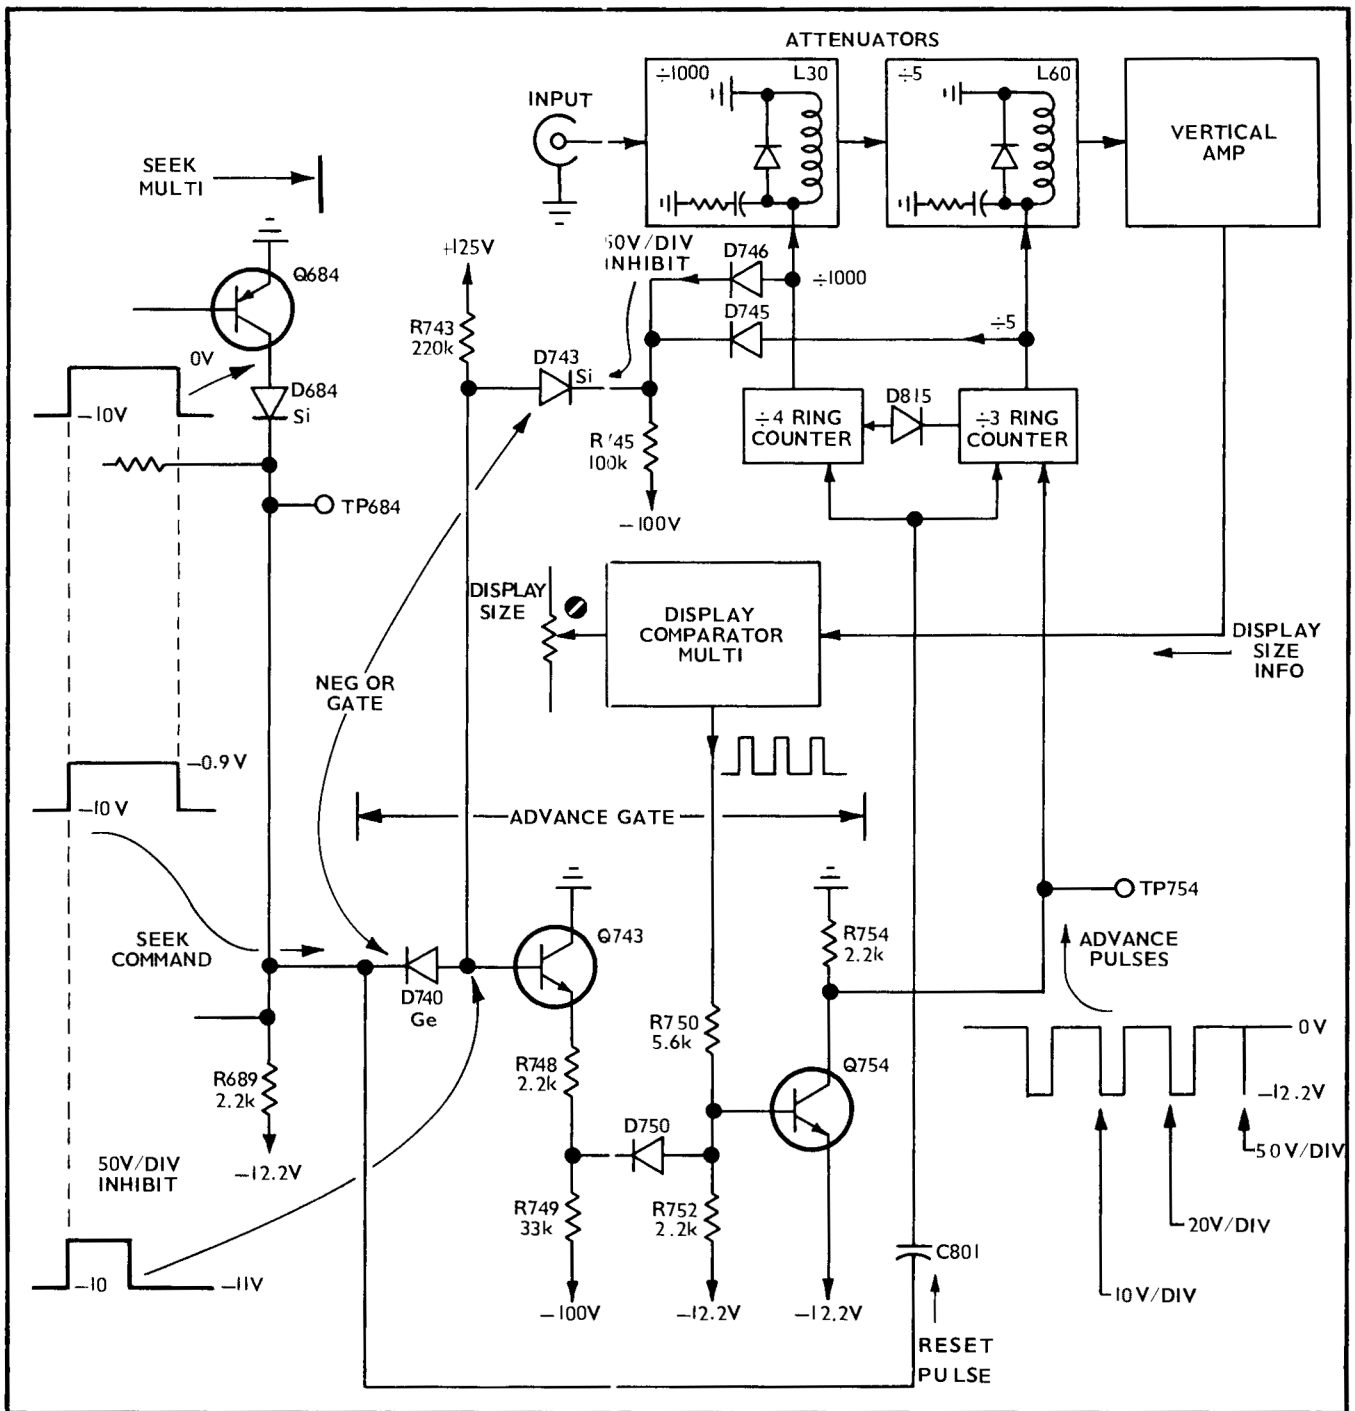 ATTENUATORS
÷1000
L30
÷5
L60
INPUT
VERTICAL
AMP
SEEK
MULTI
+125V
50V/DIV
INHIBIT
D746
÷1000
Q684
R743
220k
D745
÷5
0V
D743
Si
D684
Si
-10V
÷4 RING
COUNTER
D815
÷3 RING
COUNTER
R745
100k
TP684
-100V
DISPLAY
SIZE
DISPLAY
COMPARATOR
MULTI
DISPLAY
SIZE
INFO
NEG OR
GATE
-0.9V
-10V
ADVANCE GATE
TP754
SEEK
COMMAND
Q743
R754
2.2k
ADVANCE
PULSES
D740
Ge
R750
5.6k
0V
R689
2.2k
R748
2.2k
Q754
-12.2V
D750
50V/DIV
-12.2V
50V/DIV
INHIBIT
R749
33k
R752
2.2k
20V/DIV
C801
-10
-11V
10V/DIV
-100V
-12.2V
-12.2V
RESET
PULSE